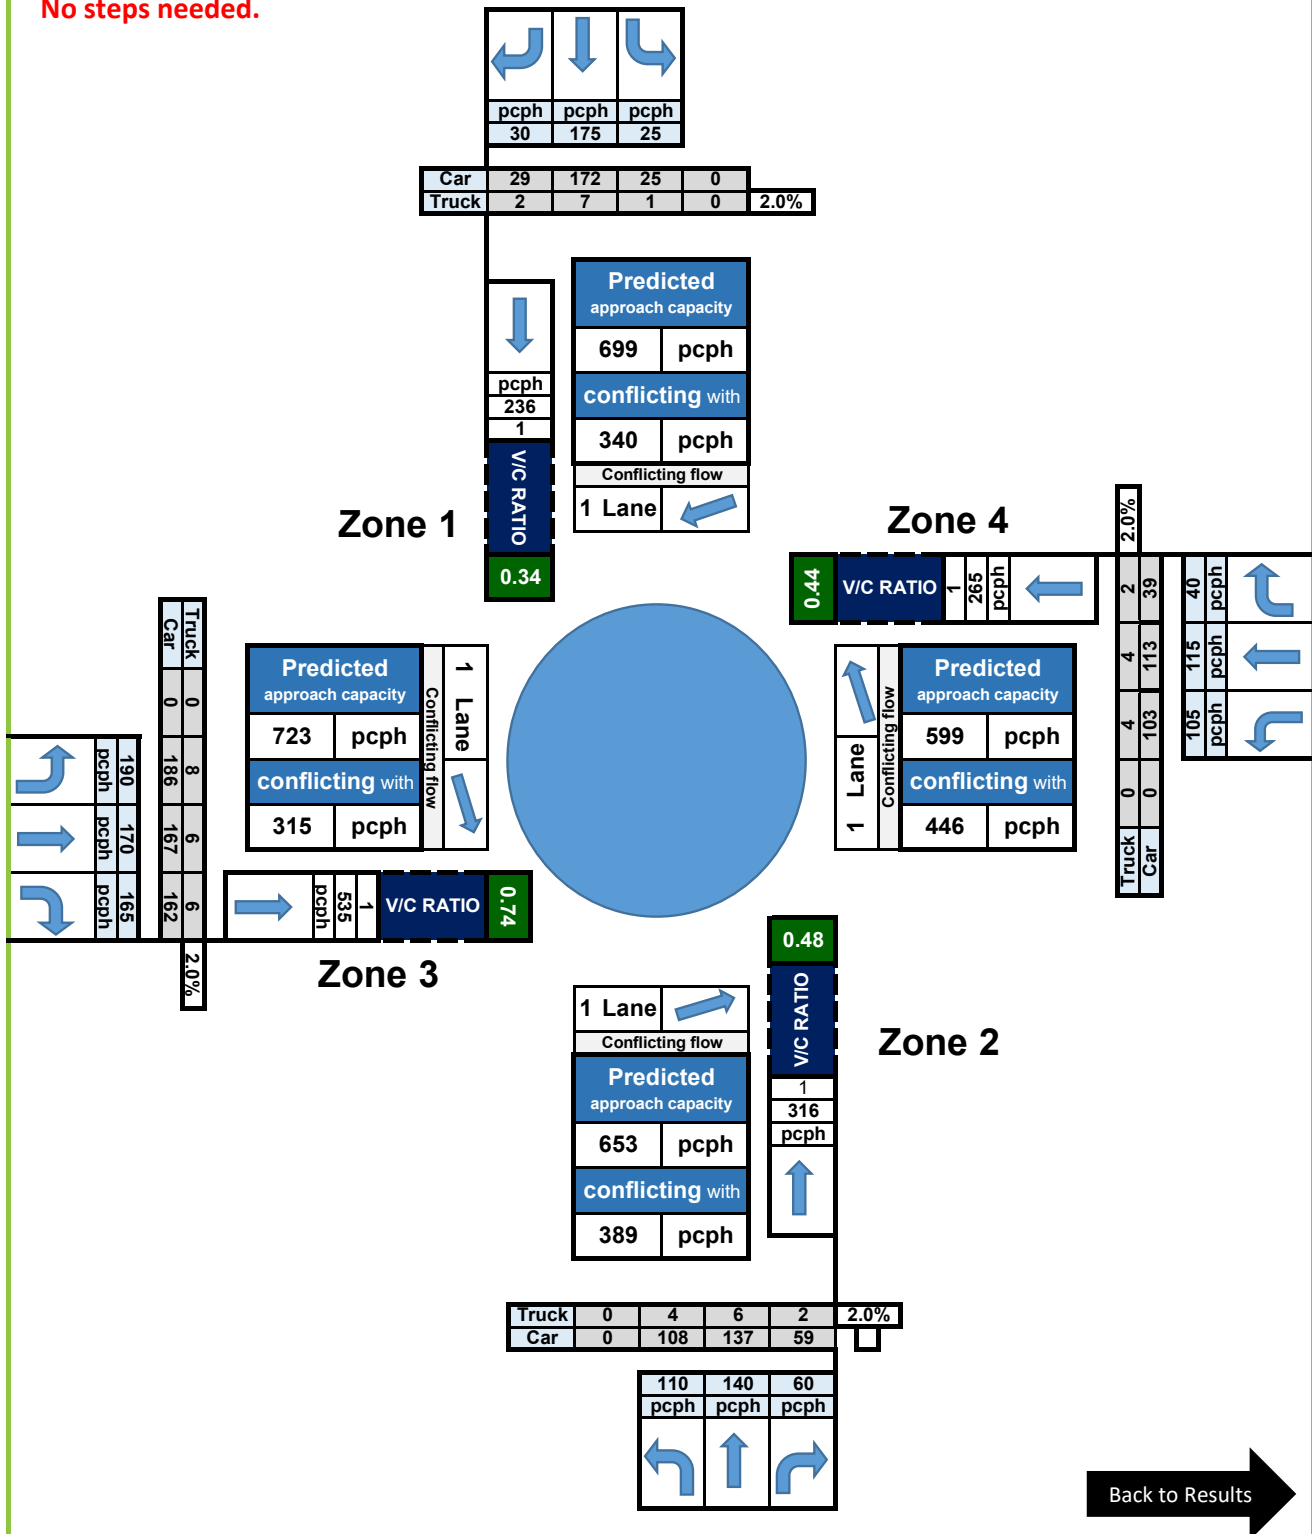 No steps needed.
pcph pcph pcph
30 175 25
Car 29 172 25 0
Truck 2 7 1 0 2.0%
Predicted
approach capacity
699 pcph
conflicting with
340 pcph
Conflicting flow
1 Lane
pcph
236
1
V/C RATIO
0.34
Zone 1
Zone 4
2.0%
0.44 V/C RATIO 1 265 pcph
2 4 4 0 Truck
39 113 103 0 Car
40 115 105
pcph pcph pcph
Predicted
approach capacity
599 pcph
conflicting with
446 pcph
Conflicting flow
1 Lane
Truck 0 8 6 6 2.0%
Car 0 186 167 162
Predicted
approach capacity
723 pcph
conflicting with
315 pcph
Conflicting flow
1 Lane
190 170 165
pcph pcph pcph
pcph 535 1 V/C RATIO 0.74
Zone 3
0.48
V/C RATIO
1
316
pcph
Zone 2
1 Lane
Conflicting flow
Predicted
approach capacity
653 pcph
conflicting with
389 pcph
Truck 0 4 6 2 2.0%
Car 0 108 137 59
110 140 60
pcph pcph pcph
Back to Results